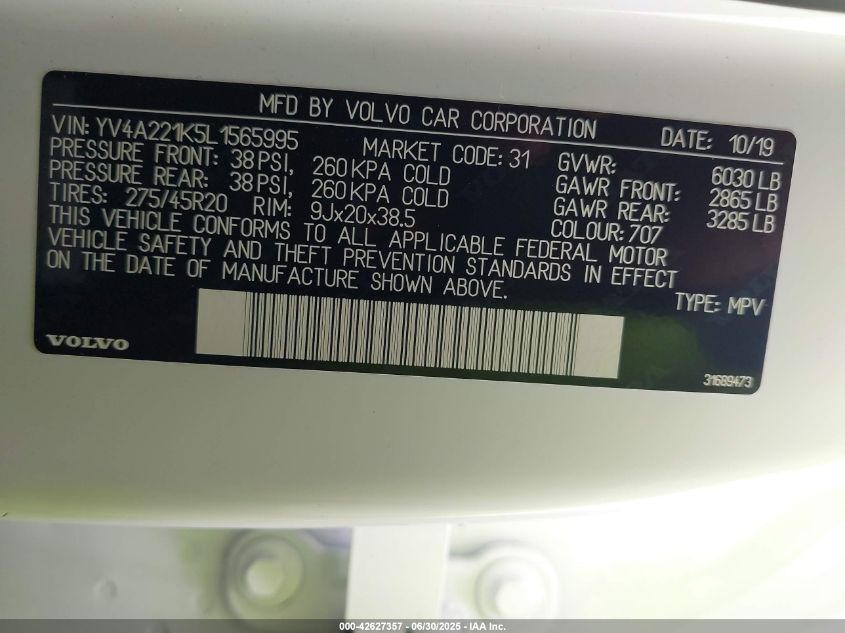 MFD BY VOLVO CAR CORPORATION DATE: 10/19
VIN: YV4A221K5L1565995 MARKET CODE: 31 GVWR: 6030 LB
PRESSURE FRONT: 38 PSI, 260 KPA COLD GAWR FRONT: 2865 LB
PRESSURE REAR: 38 PSI, 260 KPA COLD GAWR REAR: 3285 LB
TIRES: 275/45R20 RIM: 9Jx20x38.5 COLOUR: 707
THIS VEHICLE CONFORMS TO ALL APPLICABLE FEDERAL MOTOR
VEHICLE SAFETY AND THEFT PREVENTION STANDARDS IN EFFECT
ON THE DATE OF MANUFACTURE SHOWN ABOVE.
TYPE: MPV
VOLVO
31689473
000-42627357 - 06/30/2025 - IAA Inc.